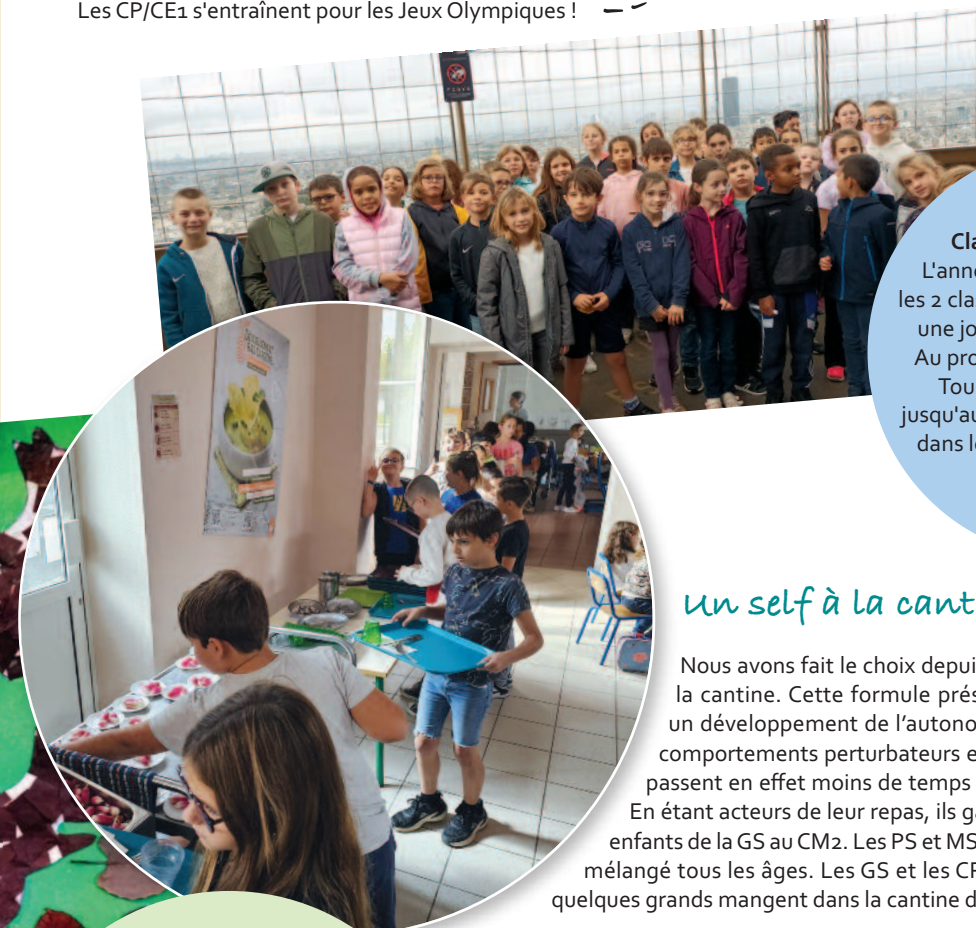 Les CP/CE1 s'entraînent pour les Jeux Olympiques !
Cla
L'anné
les 2 cla
une jo
Au pro
Tou
jusqu'au
dans le
Un self à la cant
Nous avons fait le choix depui
la cantine. Cette formule prés
un développement de l'autono
comportements perturbateurs e
passent en effet moins de temps
En étant acteurs de leur repas, ils ga
enfants de la GS au CM2. Les PS et MS
mélangé tous les âges. Les GS et les CP
quelques grands mangent dans la cantine d